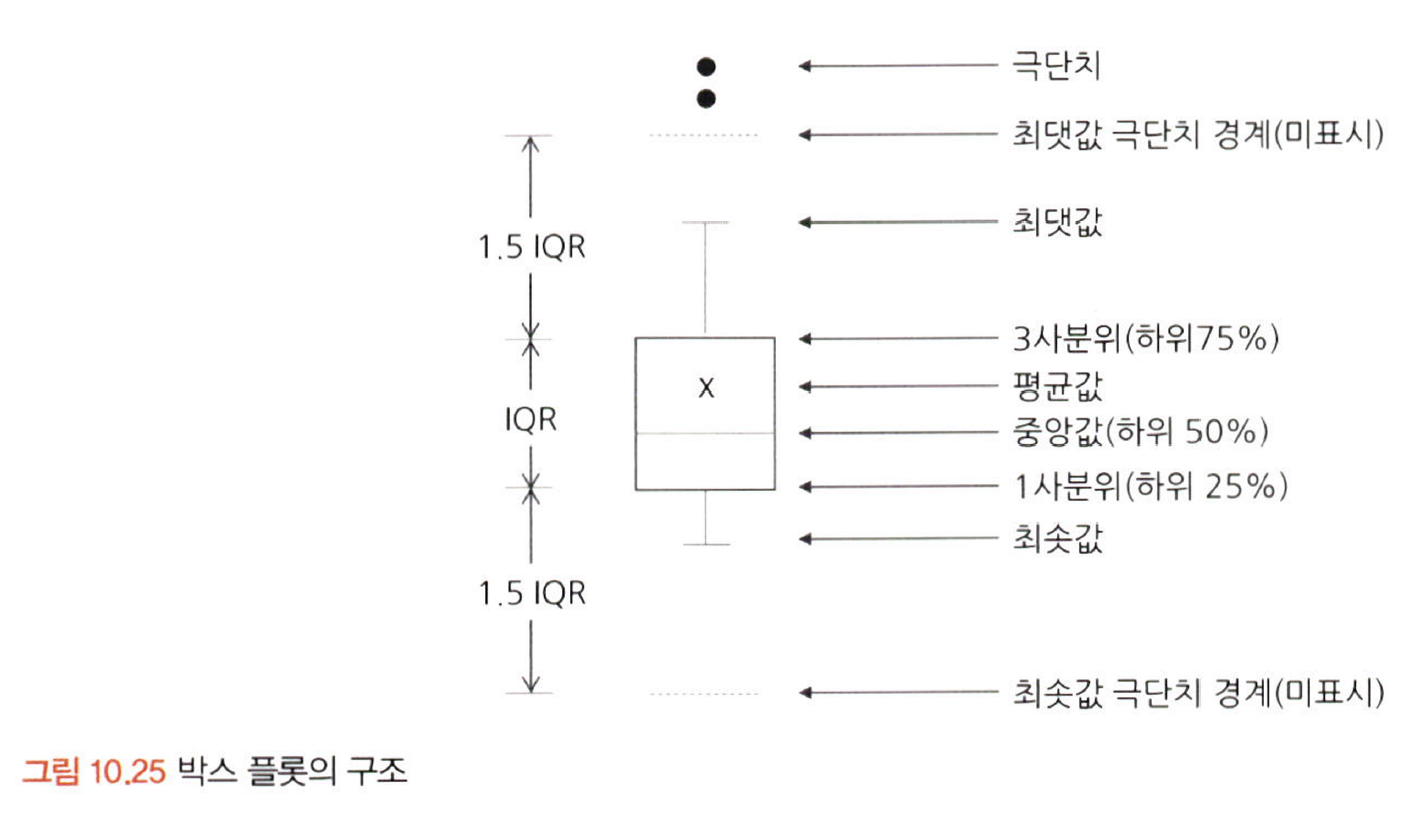 극단치
최댓값 극단치 경계(미표시)
최댓값
1.5 IQR
3사분위(하위75%)
X
평균값
IQR
중앙값(하위 50%)
1사분위(하위 25%)
최솟값
1.5 IQR
최솟값 극단치 경계(미표시)
그림 10.25 박스 플롯의 구조